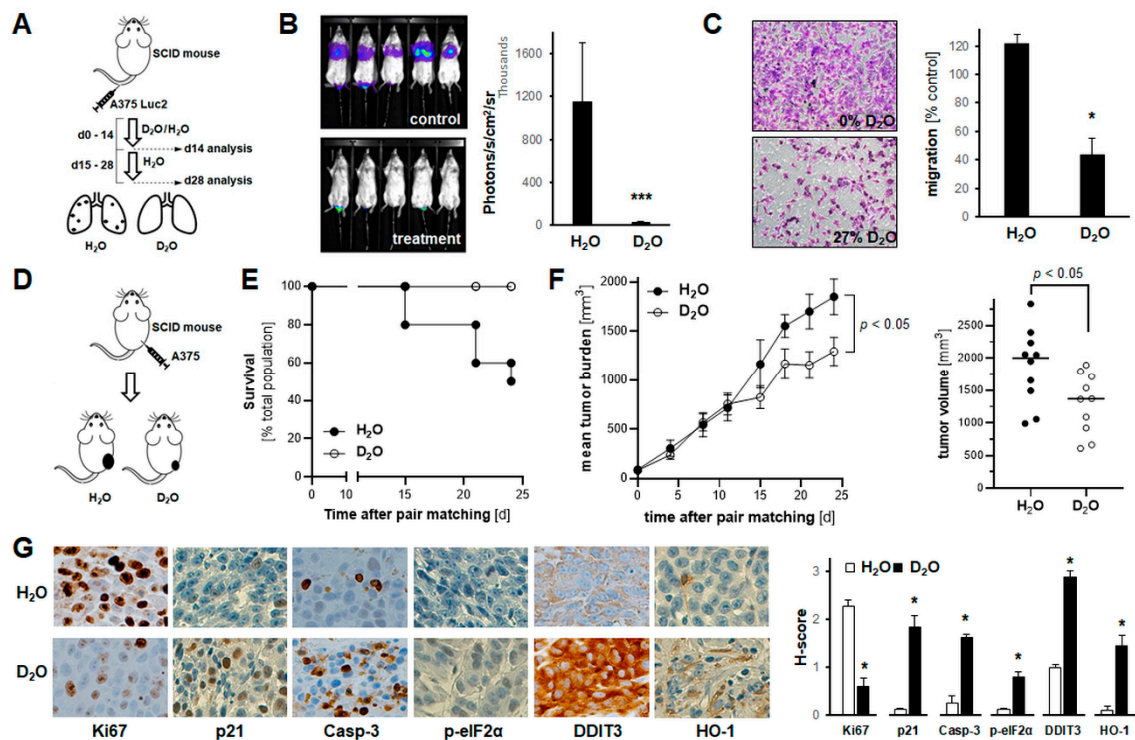 A
SCID mouse
A375 Luc2
d0 - 14
D₂O/H₂O
d14 analysis
d15 - 28
H₂O
d28 analysis
H₂O
D₂O
B
control
treatment
Photons/s/cm²/sr
Thousands
1600
1200
800
400
0
***
H₂O
D₂O
C
0% D₂O
27% D₂O
migration [% control]
120
100
80
60
40
20
0
*
H₂O
D₂O
D
SCID mouse
A375
H₂O
D₂O
E
Survival
[% total population]
100
80
60
40
20
0
H₂O
D₂O
0
10
15
20
25
Time after pair matching [d]
F
mean tumor burden [mm³]
2000
1500
1000
500
0
H₂O
D₂O
p < 0.05
0
5
10
15
20
25
time after pair matching [d]
p < 0.05
tumor volume [mm³]
2500
2000
1500
1000
500
0
H₂O
D₂O
G
H₂O
D₂O
Ki67
p21
Casp-3
p-eIF2α
DDIT3
HO-1
H-score
3
2
1
0
H₂O
D₂O
*
*
*
*
*
*
Ki67
p21
Casp-3
p-eIF2α
DDIT3
HO-1